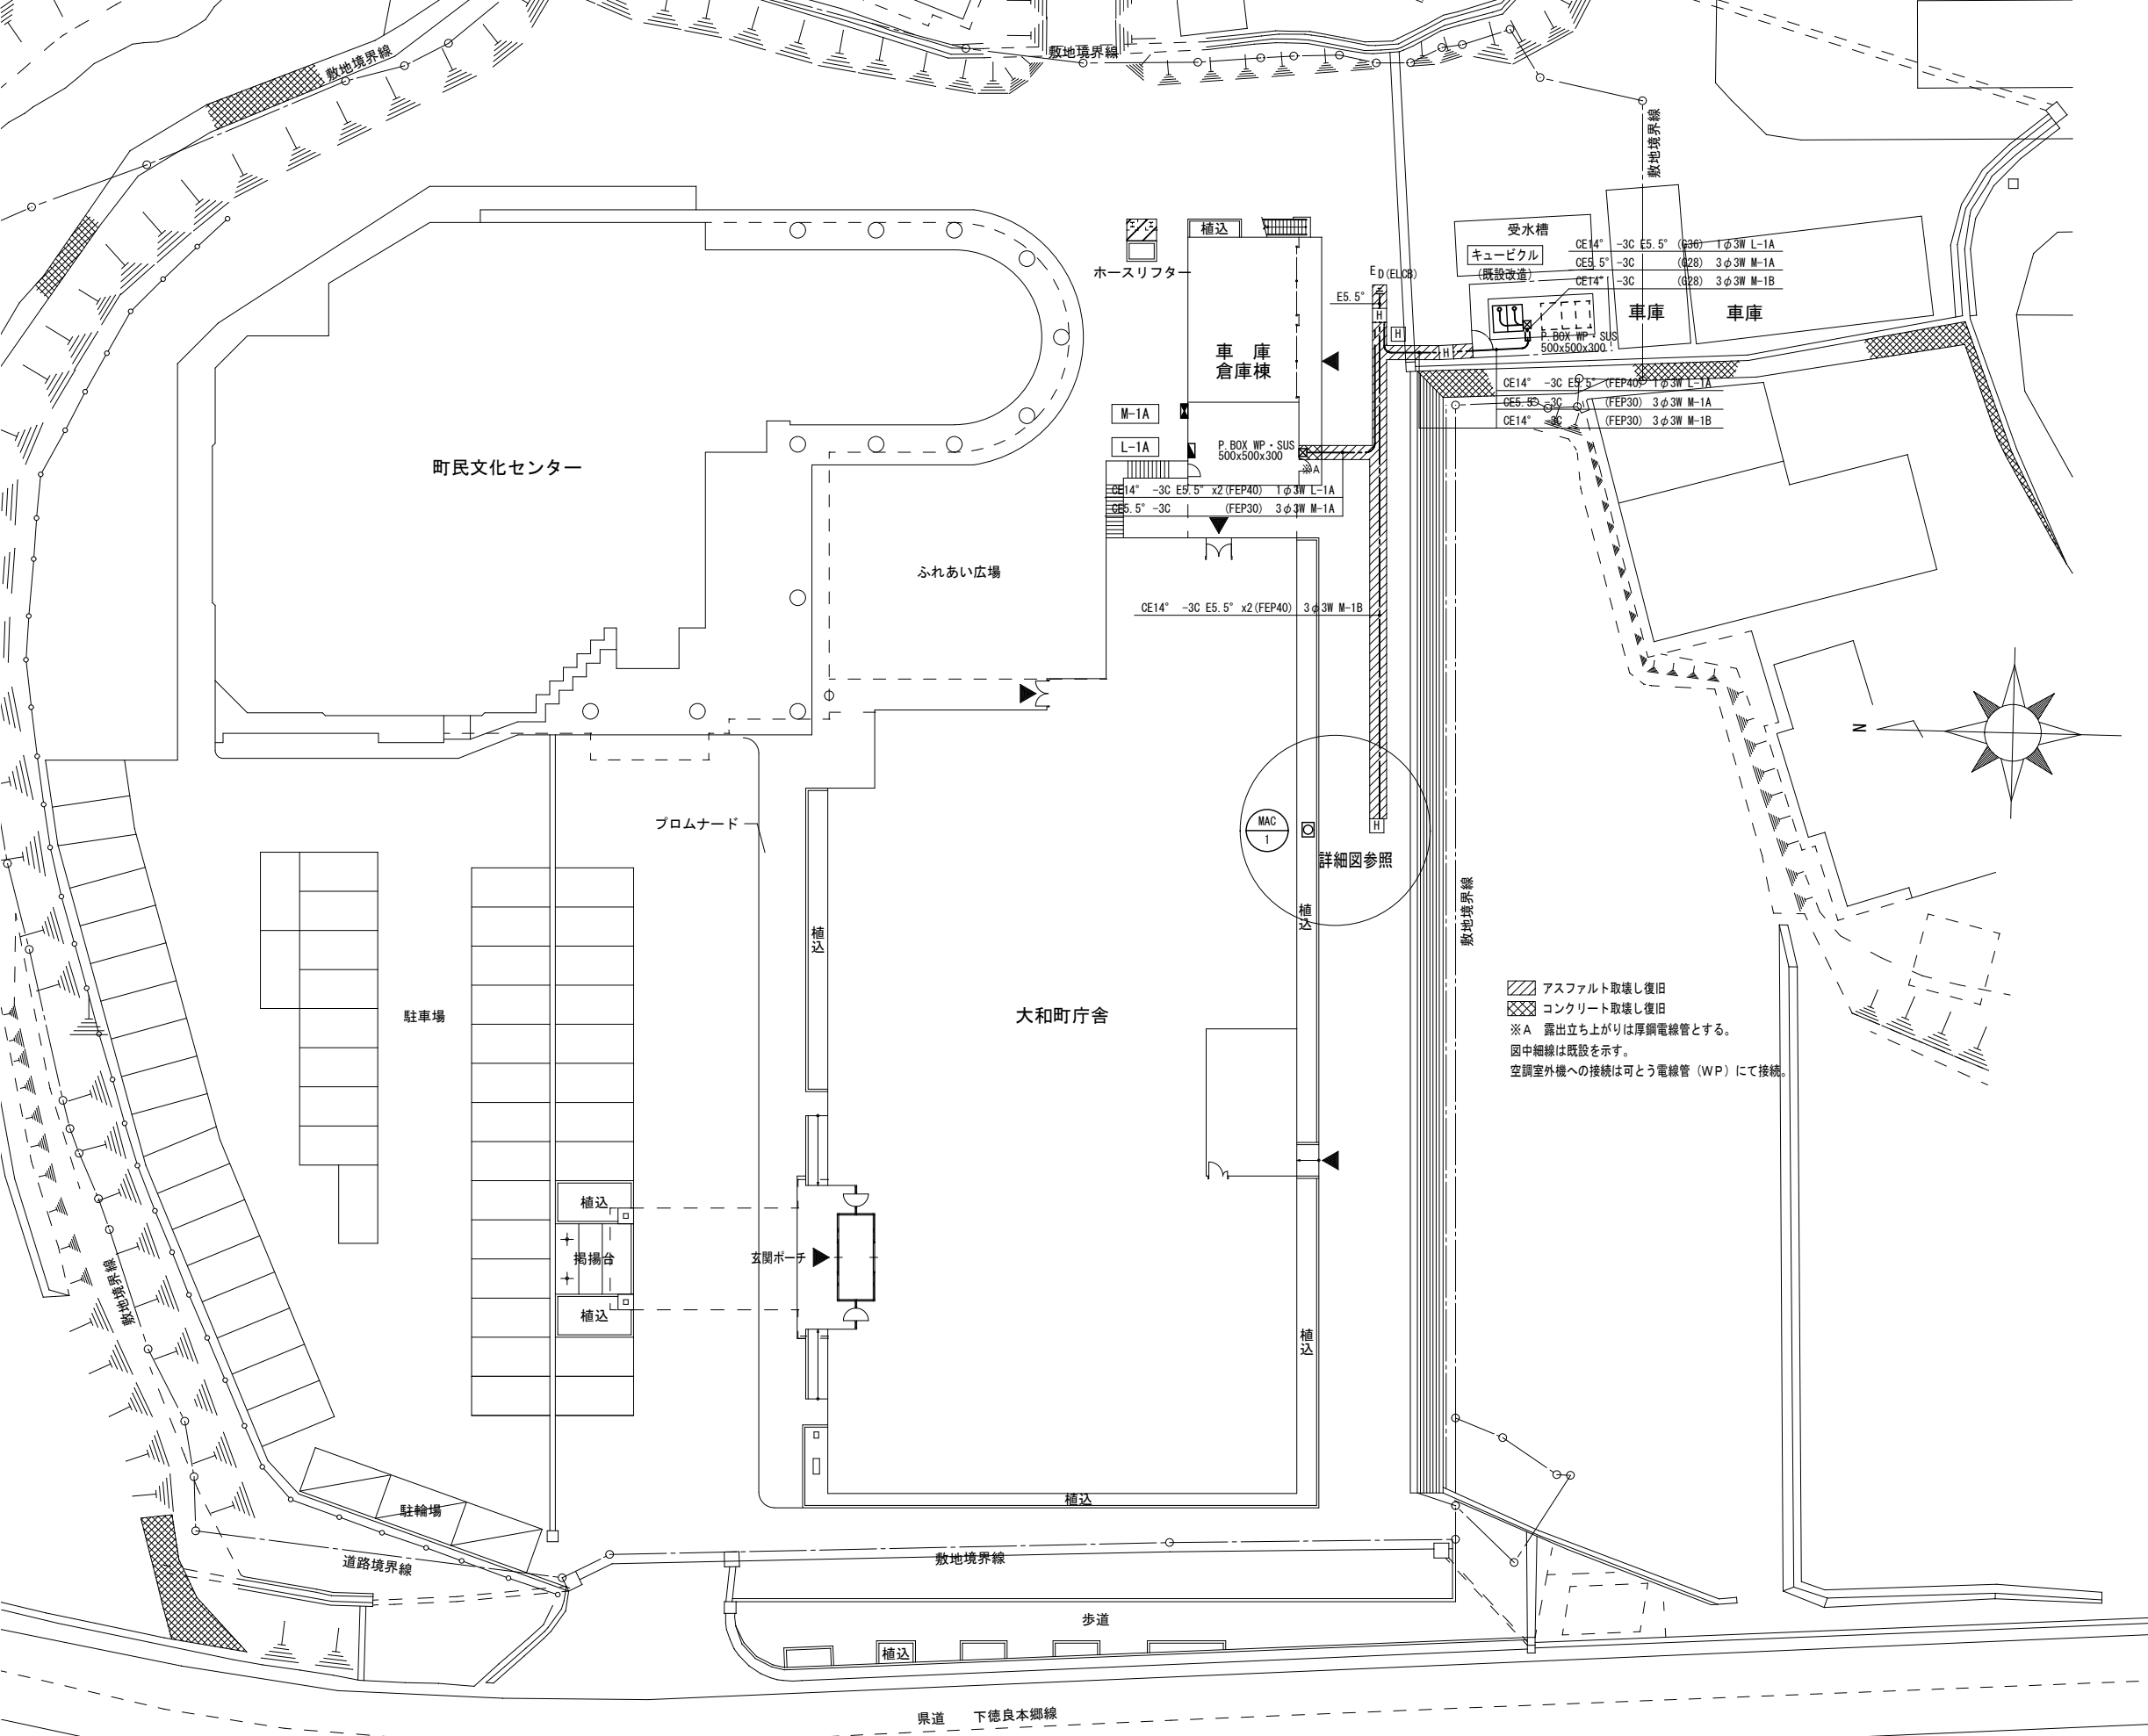 敷地境界線
敷地境界線
敷地境界線
植込
ホースリフター
受水槽
キュービクル
(既設改造)
CE14° -3C E5.5° (G36) 1φ3W L-1A
CE5.5° -3C (G28) 3φ3W M-1A
CE14° -3C (G28) 3φ3W M-1B
E D(ELCB)
E5.5°
H
H
H
P.BOX WP・SUS
500x500x300
車庫
車庫
車 庫
倉庫棟
CE14° -3C E5.5° (FEP40) 1φ3W L-1A
CE5.5° -3C (FEP30) 3φ3W M-1A
CE14° -3C (FEP30) 3φ3W M-1B
M-1A
L-1A
P.BOX WP・SUS
500x500x300
※A
町民文化センター
CE14° -3C E5.5° x2(FEP40) 1φ3W L-1A
CE5.5° -3C (FEP30) 3φ3W M-1A
ふれあい広場
CE14° -3C E5.5° x2(FEP40) 3φ3W M-1B
N
プロムナード
MAC
1
H
詳細図参照
植込
植込
敷地境界線
駐車場
大和町庁舎
アスファルト取壊し復旧
コンクリート取壊し復旧
※A 露出立ち上がりは厚鋼電線管とする。
図中細線は既設を示す。
空調室外機への接続は可とう電線管（WP）にて接続。
植込
掲揚台
玄関ポーチ
植込
植込
敷地境界線
駐輪場
植込
道路境界線
敷地境界線
歩道
植込
県道 下徳良本郷線